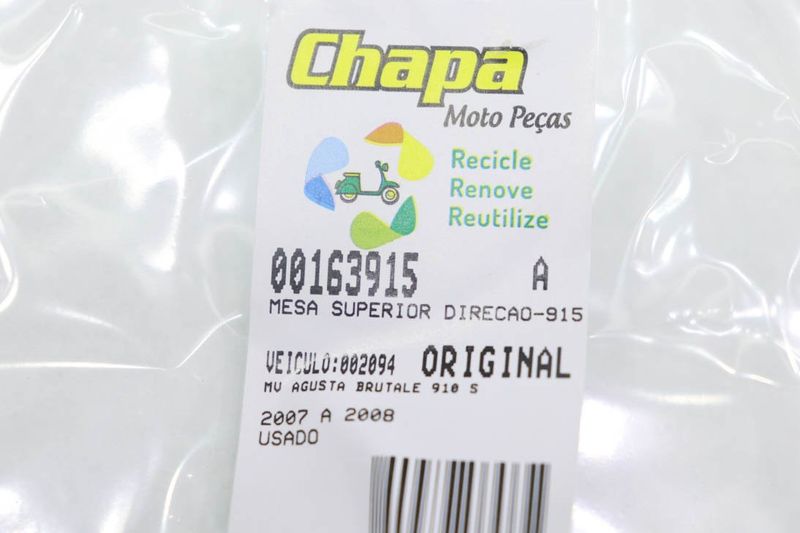 Chapa
Moto Peças
Recicle
Renove
Reutilize
00163915 A
MESA SUPERIOR DIRECAO-915
VEICULO:002094 ORIGINAL
MV AGUSTA BRUTALE 910 S
2007 A 2008
USADO